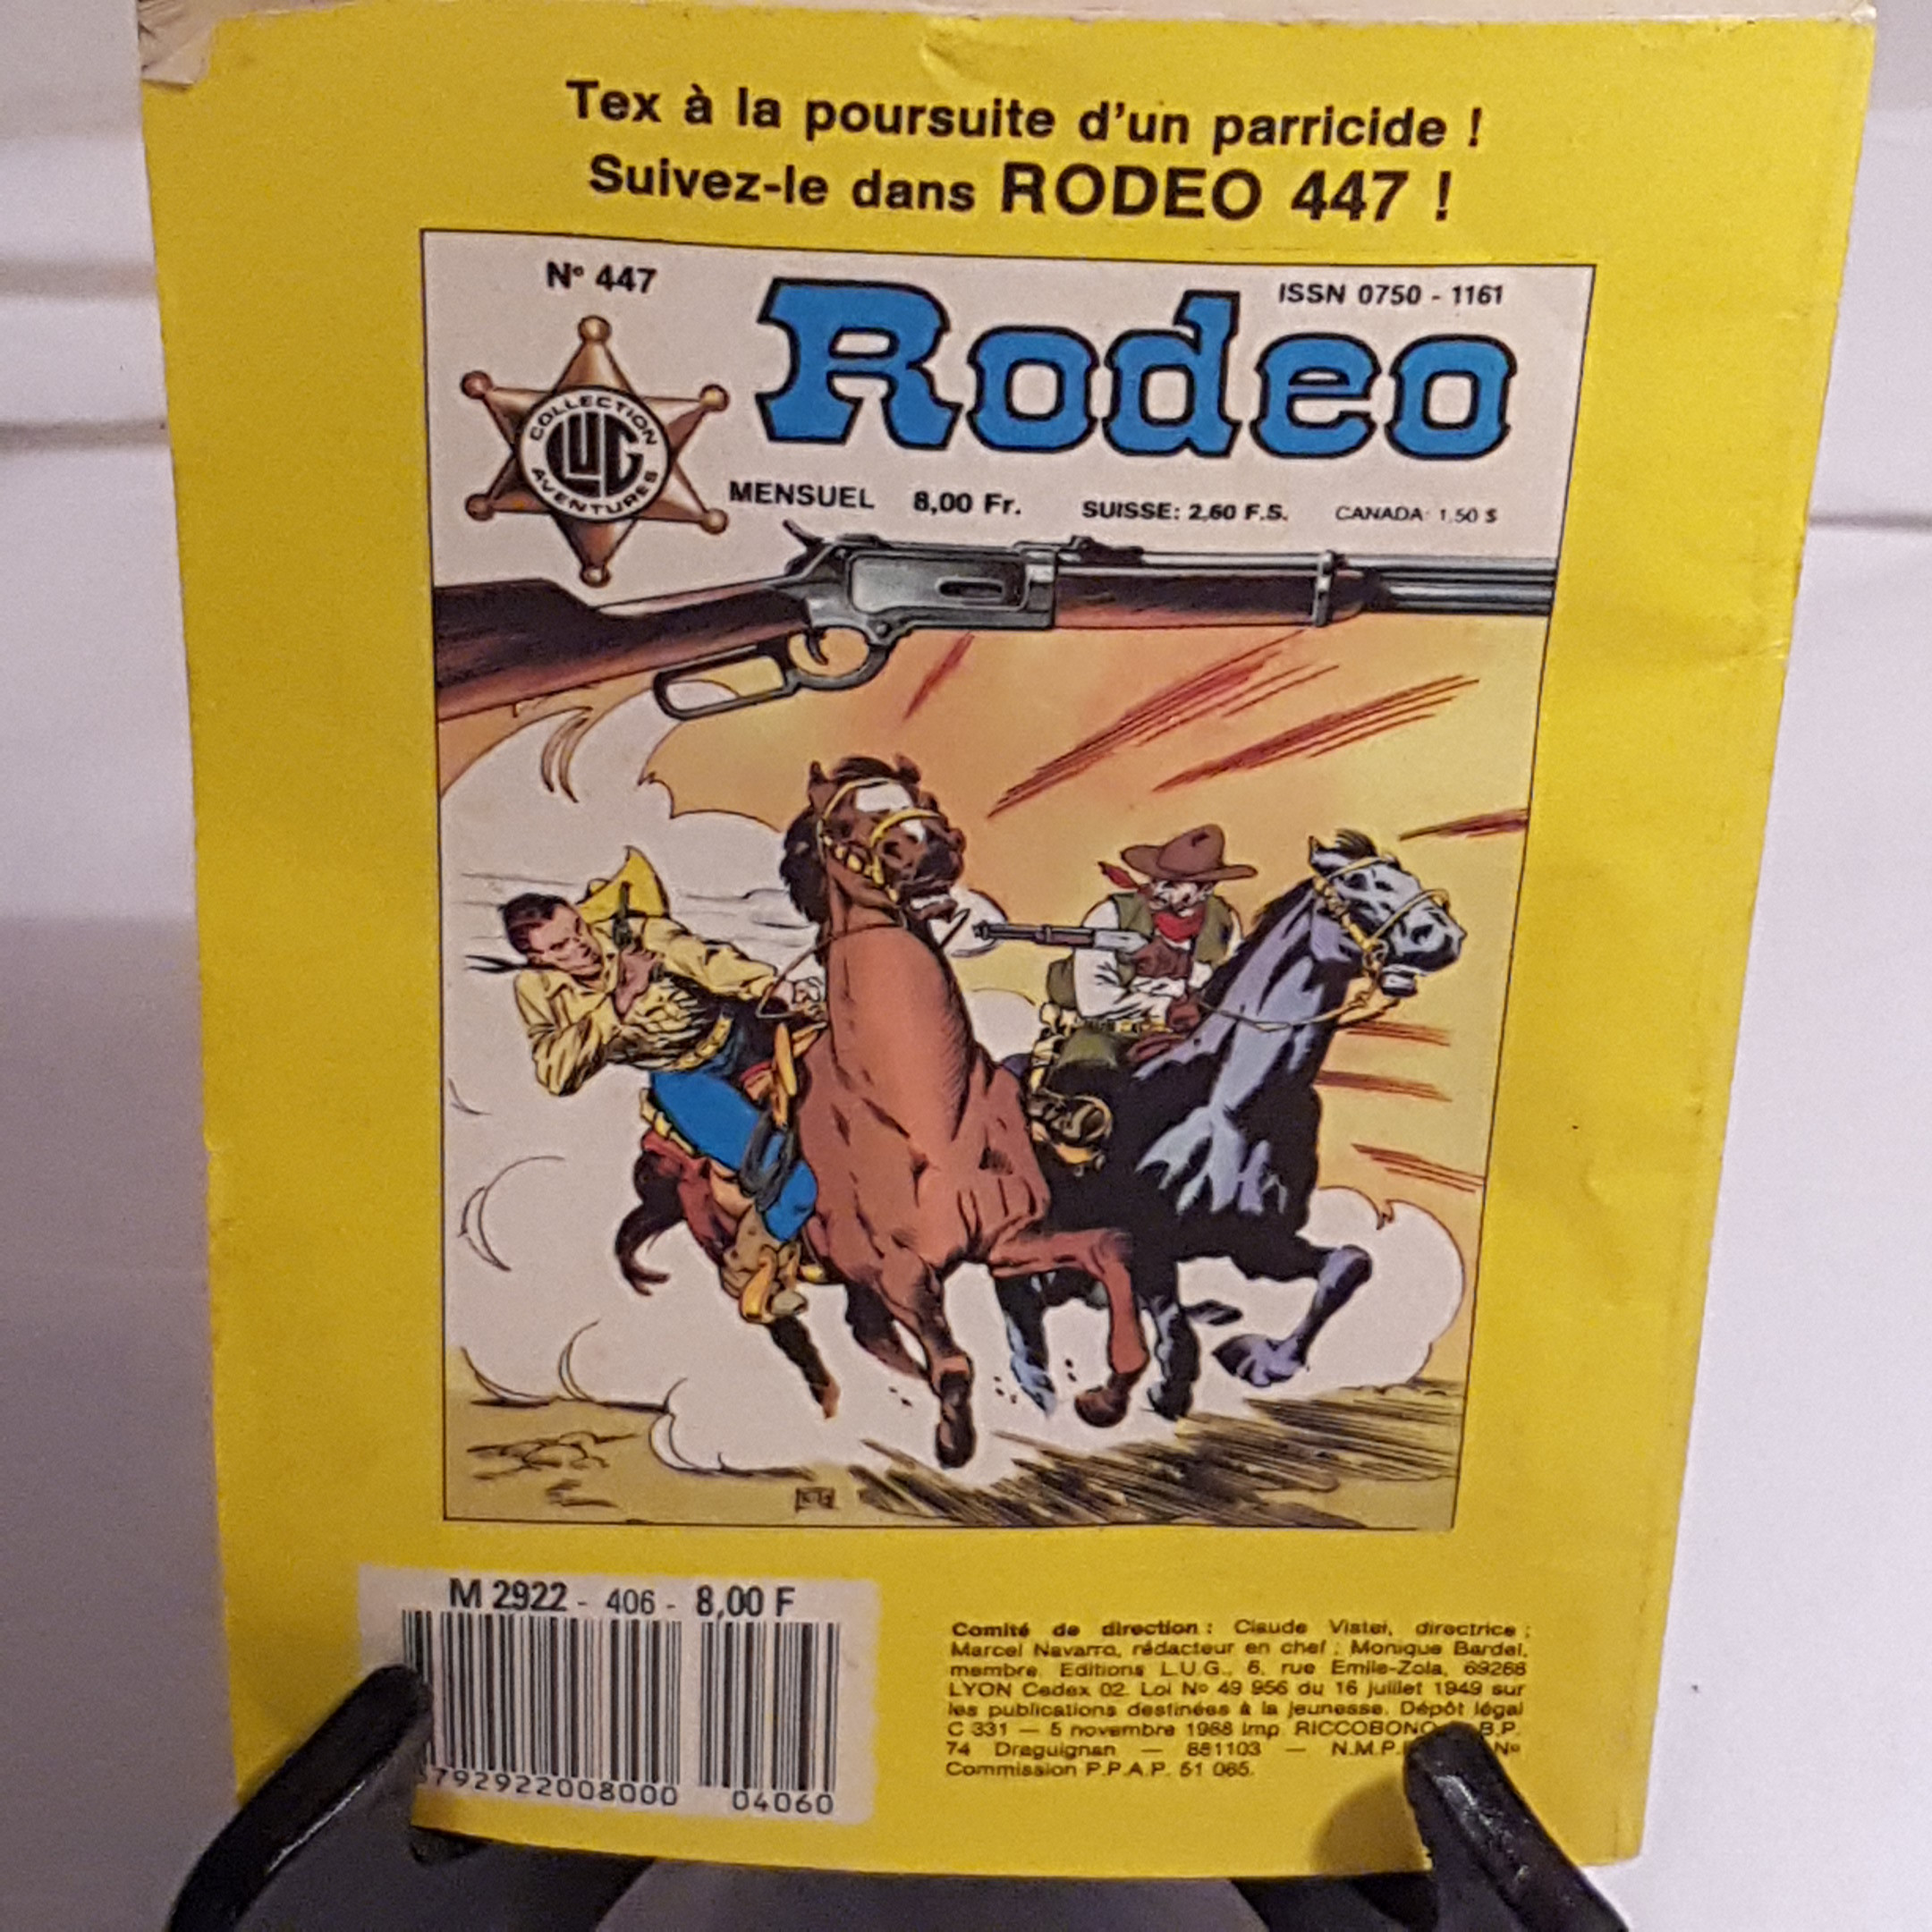 Tex à la poursuite d'un parricide !
Suivez-le dans RODEO 447 !
N° 447
ISSN 0750 - 1161
Rodeo
COLLECTION
LUG
AVENTURES
MENSUEL 8,00 Fr. SUISSE: 2,60 F.S. CANADA: 1,50 $
M 2922 - 406 - 8,00 F
3792922008000 04060
Comité de direction : Claude Vistel, directrice ;
Marcel Navarro, rédacteur en chef ; Monique Bardel,
membre. Editions L.U.G., 6, rue Emile-Zola, 69268
LYON Cedex 02. Loi N° 49 956 du 16 juillet 1949 sur
les publications destinées à la jeunesse. Dépôt légal
C 331 — 5 novembre 1988 Imp. RICCOBONO B.P.
74 Draguignan — 881103 — N.M.P. N°
Commission P.P.A.P. 51 065.